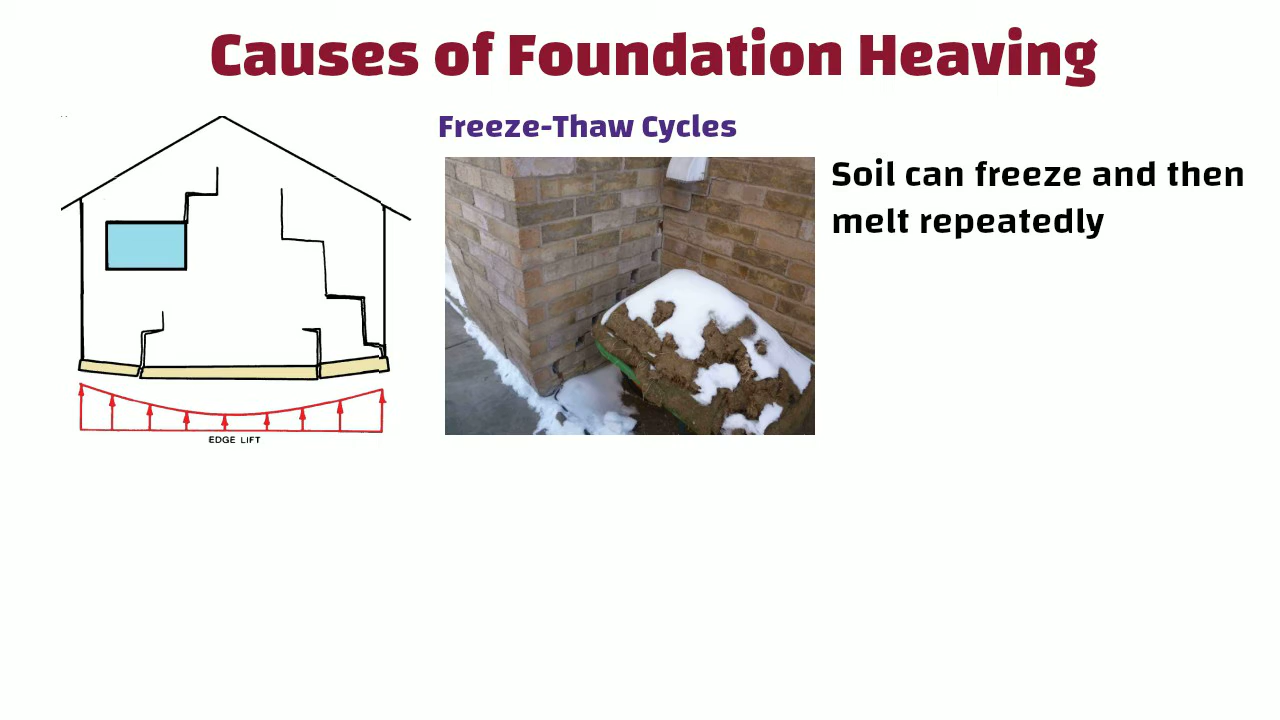 Causes of Foundation Heaving
Freeze-Thaw Cycles
Soil can freeze and then
melt repeatedly
EDGE LIFT